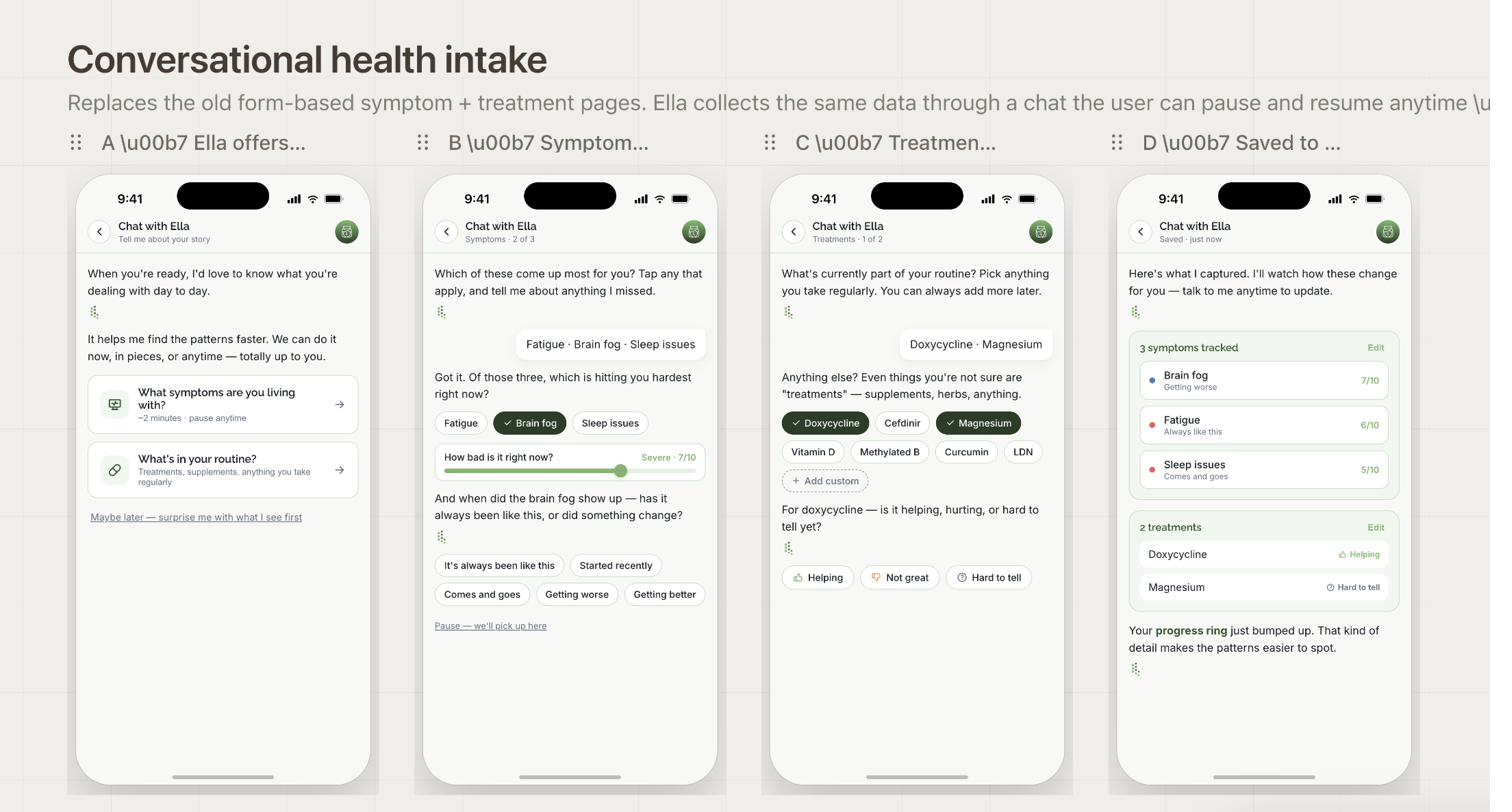 Conversational health intake
Replaces the old form-based symptom + treatment pages. Ella collects the same data through a chat the user can pause and resume anytime \u
A \u00b7 Ella offers...
9:41
Chat with Ella
Tell me about your story
When you're ready, I'd love to know what you're
dealing with day to day.
It helps me find the patterns faster. We can do it
now, in pieces, or anytime — totally up to you.
What symptoms are you living
with?
~2 minutes · pause anytime
What's in your routine?
Treatments, supplements, anything you take
regularly
Maybe later — surprise me with what I see first
B \u00b7 Symptom...
9:41
Chat with Ella
Symptoms · 2 of 3
Which of these come up most for you? Tap any that
apply, and tell me about anything I missed.
Fatigue · Brain fog · Sleep issues
Got it. Of those three, which is hitting you hardest
right now?
Fatigue
Brain fog
Sleep issues
How bad is it right now?
Severe · 7/10
And when did the brain fog show up — has it
always been like this, or did something change?
It's always been like this
Started recently
Comes and goes
Getting worse
Getting better
Pause — we'll pick up here
C \u00b7 Treatmen...
9:41
Chat with Ella
Treatments · 1 of 2
What's currently part of your routine? Pick anything
you take regularly. You can always add more later.
Doxycycline · Magnesium
Anything else? Even things you're not sure are
"treatments" — supplements, herbs, anything.
Doxycycline
Cefdinir
Magnesium
Vitamin D
Methylated B
Curcumin
LDN
+ Add custom
For doxycycline — is it helping, hurting, or hard to
tell yet?
Helping
Not great
Hard to tell
D \u00b7 Saved to ...
9:41
Chat with Ella
Saved · just now
Here's what I captured. I'll watch how these change
for you — talk to me anytime to update.
3 symptoms tracked
Edit
Brain fog
Getting worse
7/10
Fatigue
Always like this
6/10
Sleep issues
Comes and goes
5/10
2 treatments
Edit
Doxycycline
Helping
Magnesium
Hard to tell
Your progress ring just bumped up. That kind of
detail makes the patterns easier to spot.